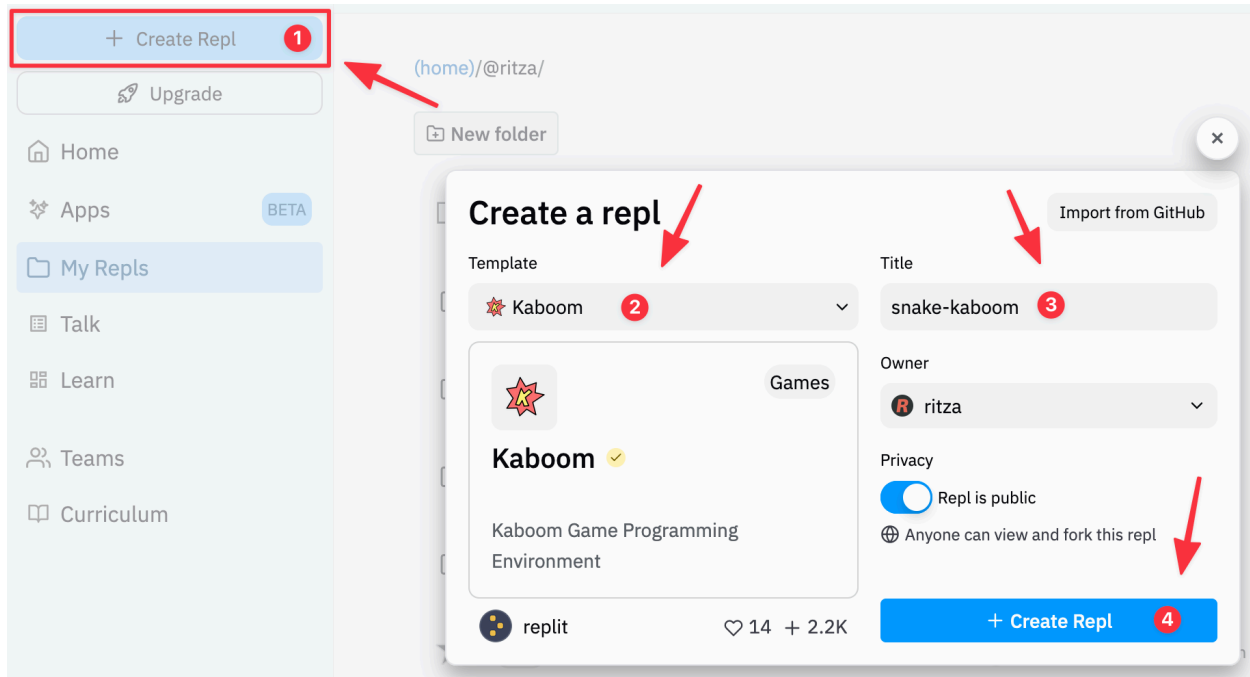 Create Repl 1
Upgrade
Home
Apps BETA
My Repls
Talk
Learn
Teams
Curriculum
(home)/@ritza/
New folder
Create a repl
Import from GitHub
Template
Kaboom 2
Games
Kaboom
Kaboom Game Programming
Environment
replit 14 + 2.2K
Title
snake-kaboom 3
Owner
R ritza
Privacy
Repl is public
Anyone can view and fork this repl
+ Create Repl 4